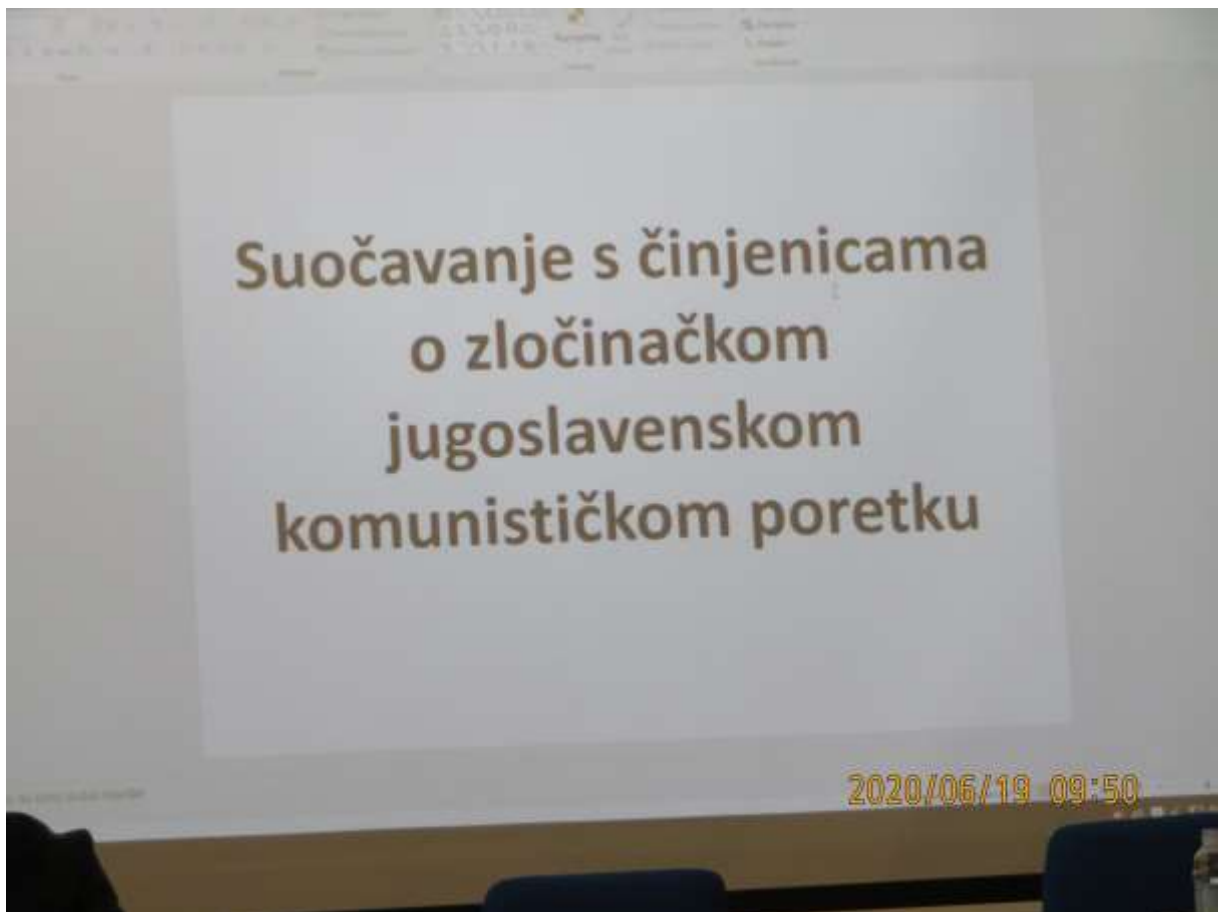 Suočavanje s činjenicama
o zločinačkom
jugoslavenskom
komunističkom poretku
2020/06/19 09:50